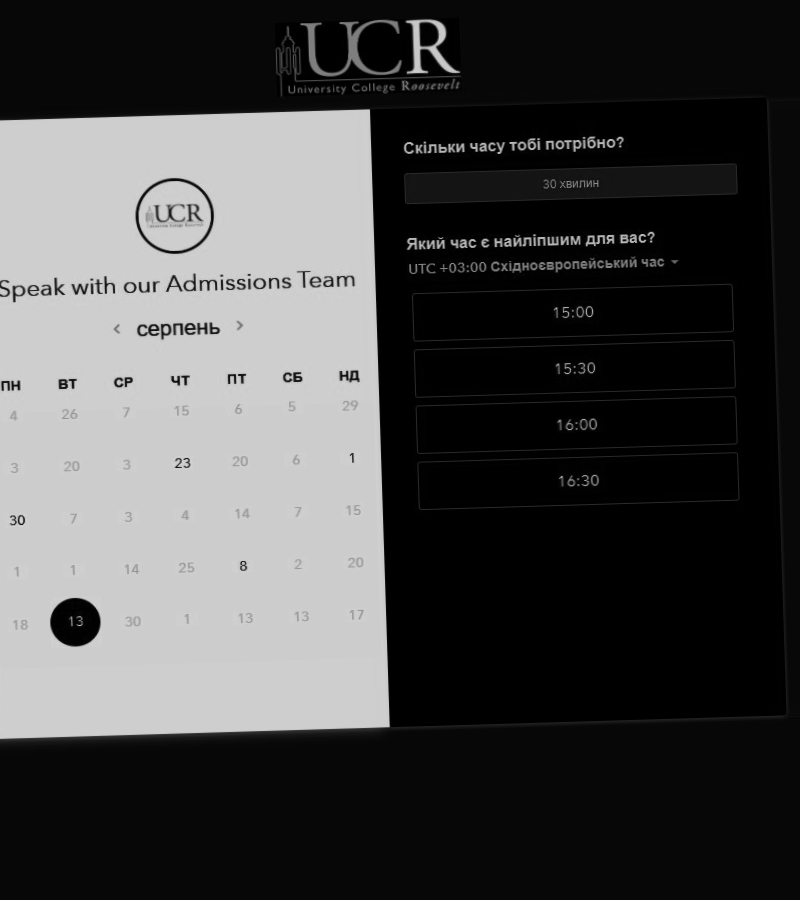 UCR
University College Roosevelt
UCR
Speak with our Admissions Team
серпень
ПН ВТ СР ЧТ ПТ СБ НД
4 26 7 15 6 5 29
3 20 3 23 20 6 1
30 7 3 4 14 7 15
1 1 14 25 8 2 20
18 13 30 1 13 13 17
Скільки часу тобі потрібно?
30 хвилин
Який час є найліпшим для вас?
UTC +03:00 Східноєвропейський час
15:00
15:30
16:00
16:30